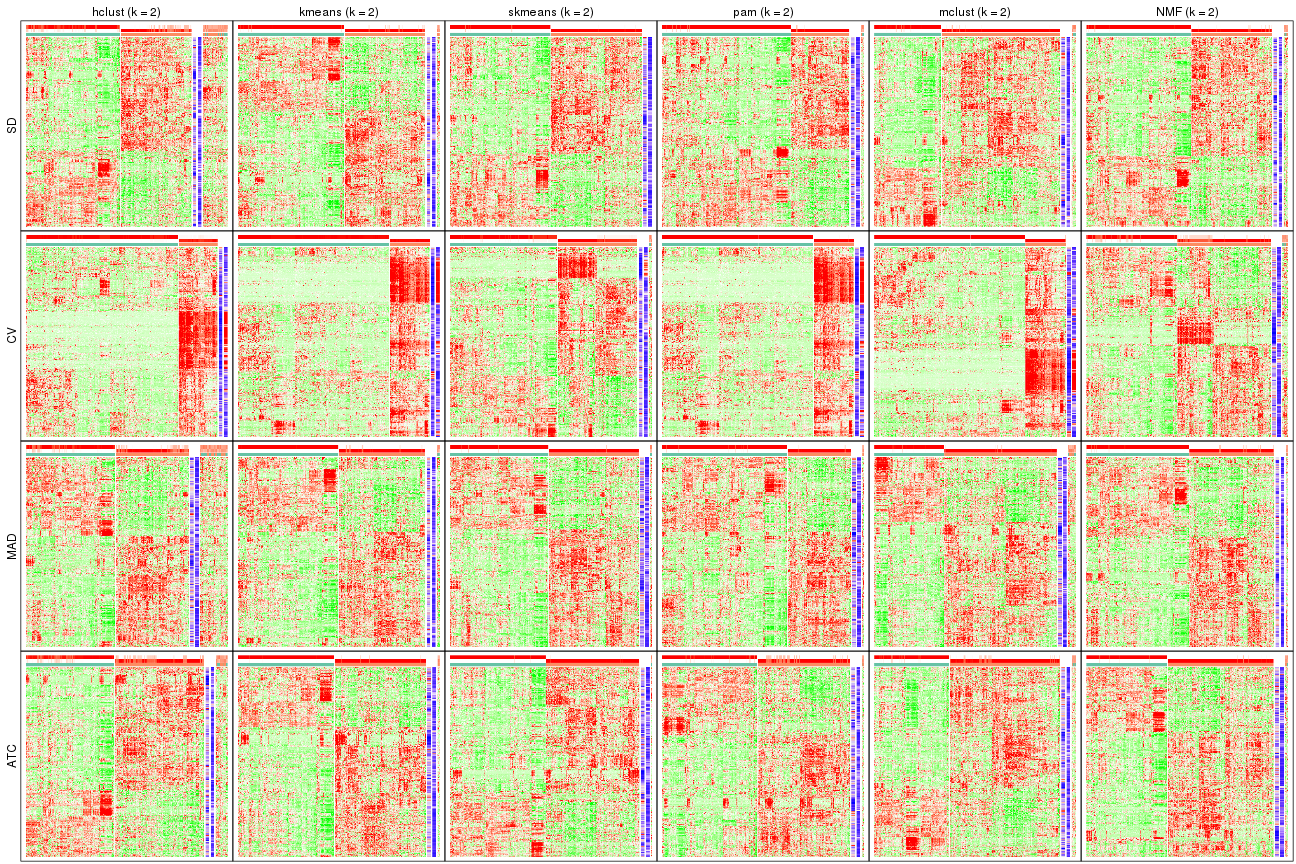 hclust (k = 2) kmeans (k = 2) skmeans (k = 2) pam (k = 2) mclust (k = 2) NMF (k = 2)
SD
CV
MAD
ATC